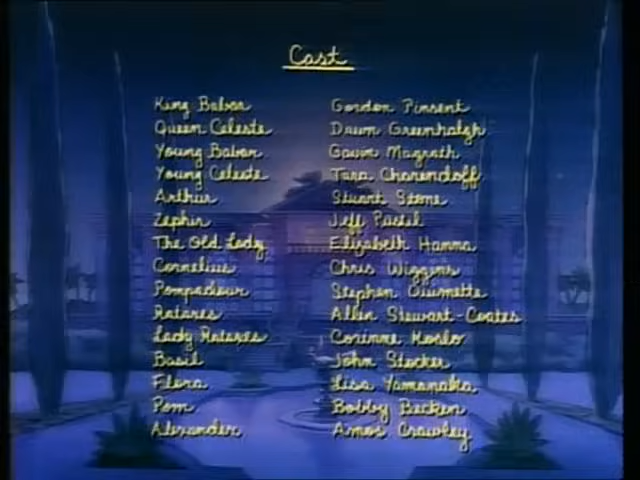 Cast
King Babar Gordon Pinsent
Queen Celeste Dawn Greenhalgh
Young Babar Gavin Magrath
Young Celeste Tara Charendoff
Arthur Stuart Stone
Zephir Jeff Pustil
The Old Lady Elizabeth Hanna
Cornelius Chris Wiggins
Pompadour Stephen Ouimette
Rataxes Allen Stewart-Coates
Lady Rataxes Corinne Koslo
Basil John Stocker
Flora Lisa Yamanaka
Pom Bobby Becken
Alexander Amos Crawley